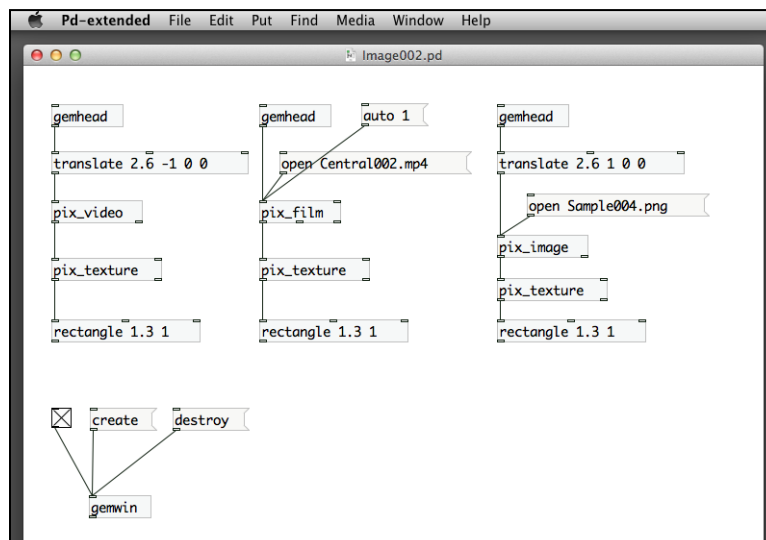 Pd-extended File Edit Put Find Media Window Help
Image002.pd
gemhead
translate 2.6 -1 0 0
pix_video
pix_texture
rectangle 1.3 1
gemhead
auto 1
open Central002.mp4
pix_film
pix_texture
rectangle 1.3 1
gemhead
translate 2.6 1 0 0
open Sample004.png
pix_image
pix_texture
rectangle 1.3 1
create
destroy
gemwin